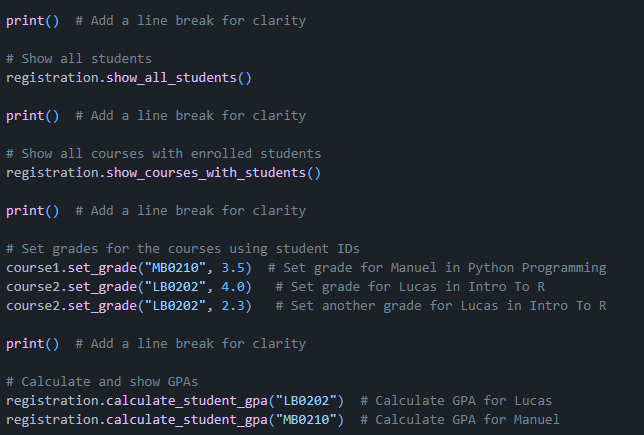 print()  # Add a line break for clarity
# Show all students
registration.show_all_students()
print()  # Add a line break for clarity
# Show all courses with enrolled students
registration.show_courses_with_students()
print()  # Add a line break for clarity
# Set grades for the courses using student IDs
course1.set_grade("MB0210", 3.5)  # Set grade for Manuel in Python Programming
course2.set_grade("LB0202", 4.0)   # Set grade for Lucas in Intro To R
course2.set_grade("LB0202", 2.3)   # Set another grade for Lucas in Intro To R
print()  # Add a line break for clarity
# Calculate and show GPAs
registration.calculate_student_gpa("LB0202")  # Calculate GPA for Lucas
registration.calculate_student_gpa("MB0210")  # Calculate GPA for Manuel